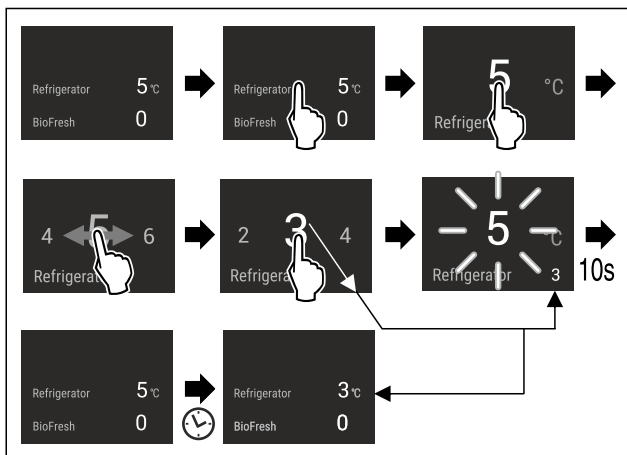 Refrigerator 5 °C
BioFresh 0
Refrigerator 5 °C
BioFresh 0
5 °C
Refriger
4 5 6
Refrigerat
2 3 4
Refrigera
5 °C
Refrigerator 3
10s
Refrigerator 5 °C
BioFresh 0
Refrigerator 3 °C
BioFresh 0